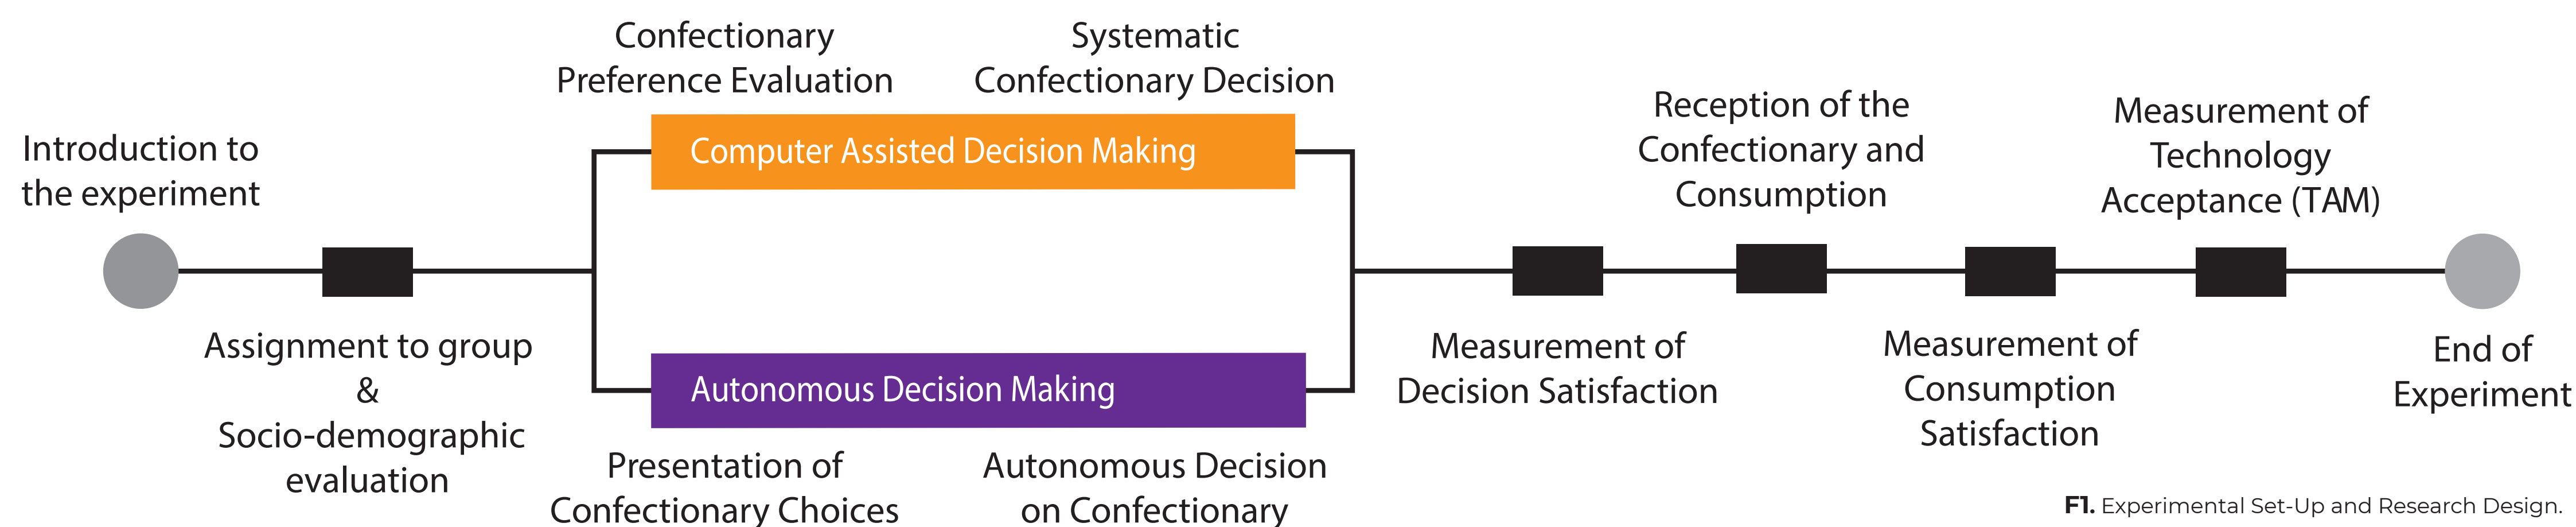 Introduction to
the experiment
Assignment to group
&
Socio-demographic
evaluation
Confectionary
Preference Evaluation
Systematic
Confectionary Decision
Computer Assisted Decision Making
Autonomous Decision Making
Presentation of
Confectionary Choices
Autonomous Decision
on Confectionary
Measurement of
Decision Satisfaction
Reception of the
Confectionary and
Consumption
Measurement of
Consumption
Satisfaction
Measurement of
Technology
Acceptance (TAM)
End of
Experiment
F1. Experimental Set-Up and Research Design.